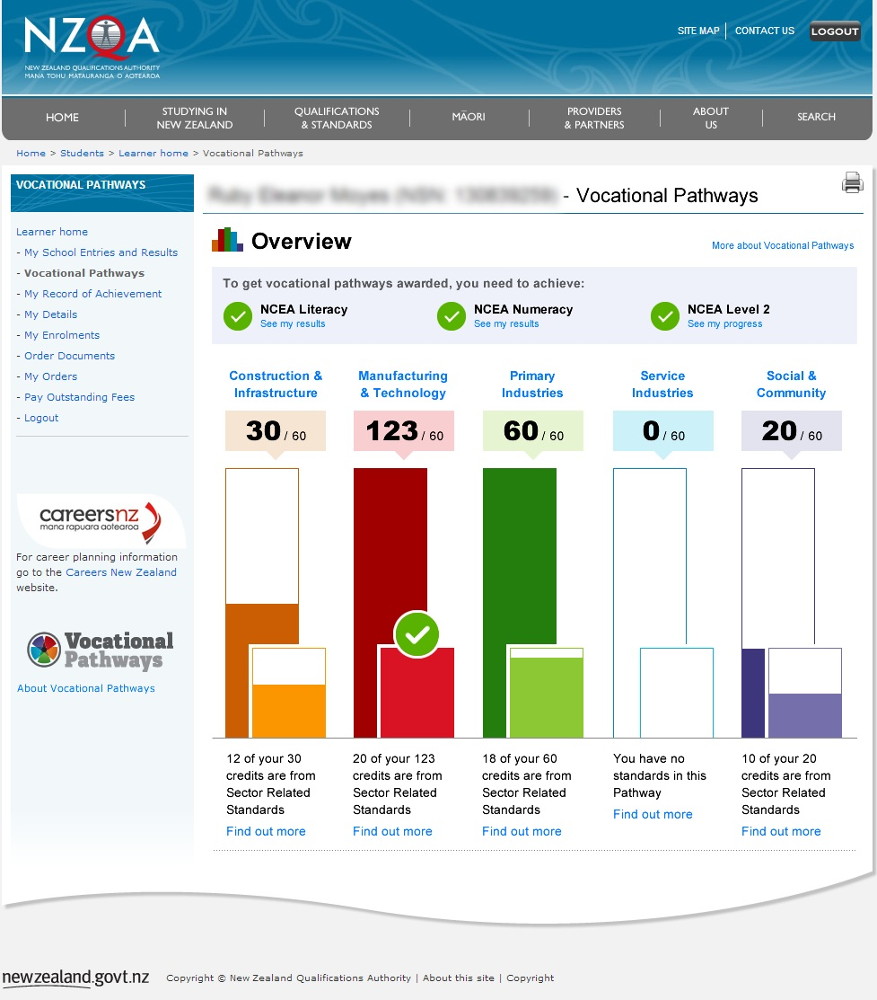 NZQA
NEW ZEALAND QUALIFICATIONS AUTHORITY
MANA TOHU MATAURANGA O AOTEAROA
SITE MAP
CONTACT US
LOGOUT
HOME
STUDYING IN
NEW ZEALAND
QUALIFICATIONS
& STANDARDS
MĀORI
PROVIDERS
& PARTNERS
ABOUT
US
SEARCH
Home > Students > Learner home > Vocational Pathways
VOCATIONAL PATHWAYS
Learner home
- My School Entries and Results
- Vocational Pathways
- My Record of Achievement
- My Details
- My Enrolments
- Order Documents
- My Orders
- Pay Outstanding Fees
- Logout
careersnz
mana rapuara aotearoa
For career planning information
go to the Careers New Zealand
website.
Vocational
Pathways
About Vocational Pathways
- Vocational Pathways
Overview
More about Vocational Pathways
To get vocational pathways awarded, you need to achieve:
NCEA Literacy
See my results
NCEA Numeracy
See my results
NCEA Level 2
See my progress
Construction &
Infrastructure
30 / 60
12 of your 30
credits are from
Sector Related
Standards
Find out more
Manufacturing
& Technology
123 / 60
20 of your 123
credits are from
Sector Related
Standards
Find out more
Primary
Industries
60 / 60
18 of your 60
credits are from
Sector Related
Standards
Find out more
Service
Industries
0 / 60
You have no
standards in this
Pathway
Find out more
Social &
Community
20 / 60
10 of your 20
credits are from
Sector Related
Standards
Find out more
newzealand.govt.nz
Copyright © New Zealand Qualifications Authority | About this site | Copyright